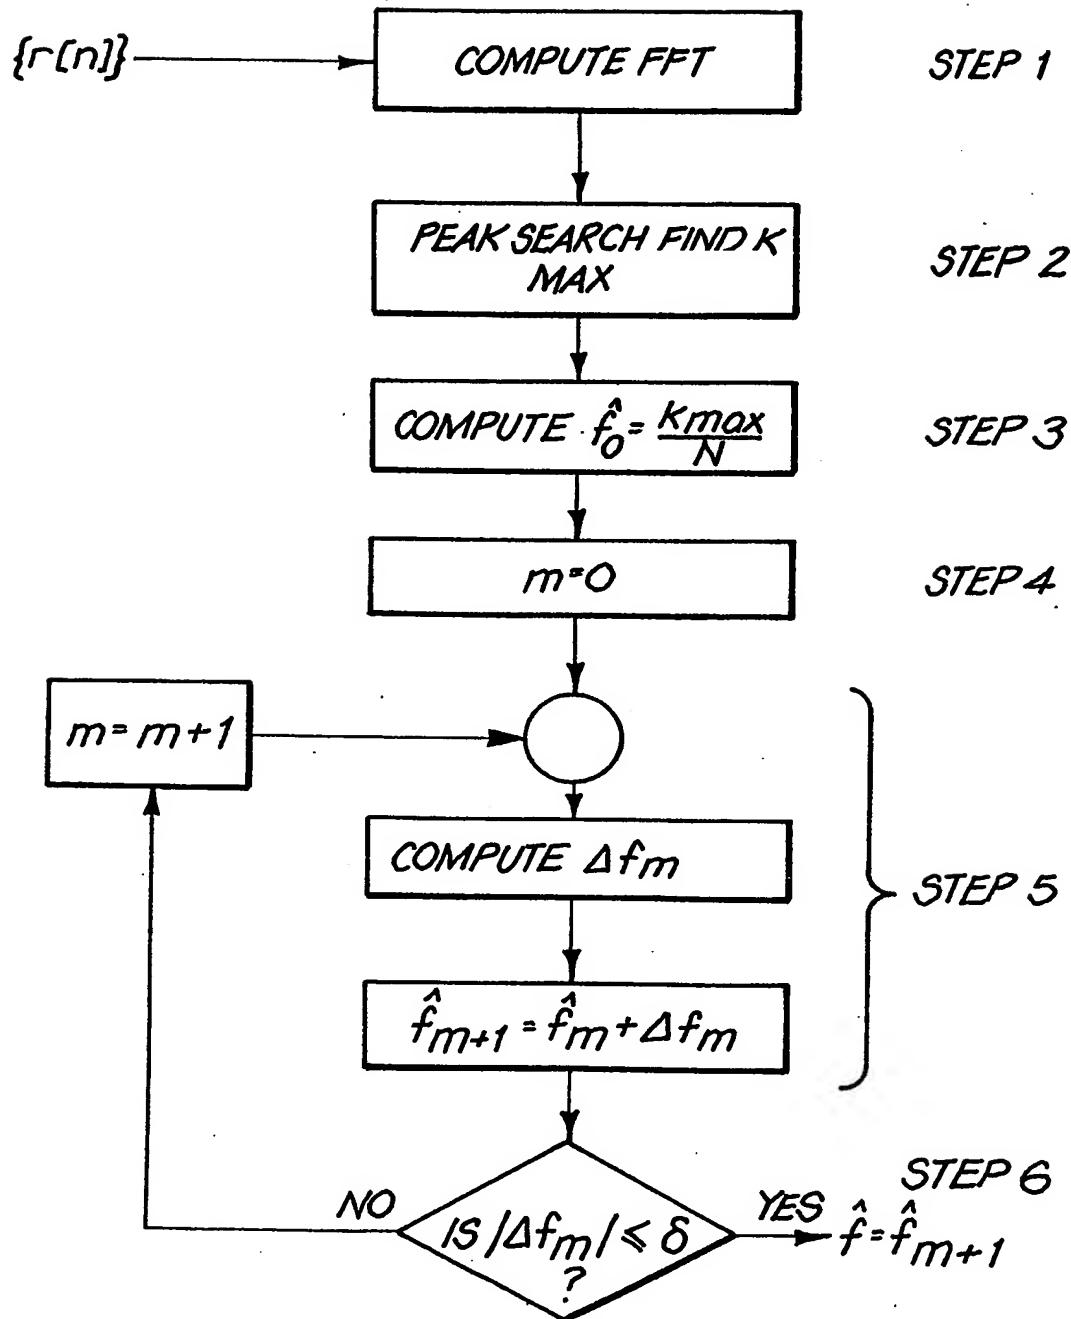 {r[n]}
COMPUTE FFT
STEP 1
PEAK SEARCH FIND K
MAX
STEP 2
COMPUTE f̂₀ = kmax/N
STEP 3
m=0
STEP 4
m = m+1
COMPUTE Δfₘ
STEP 5
f̂ₘ₊₁ = f̂ₘ + Δfₘ
STEP 6
NO
IS |Δfₘ| ≤ δ
?
YES
f̂ = f̂ₘ₊₁